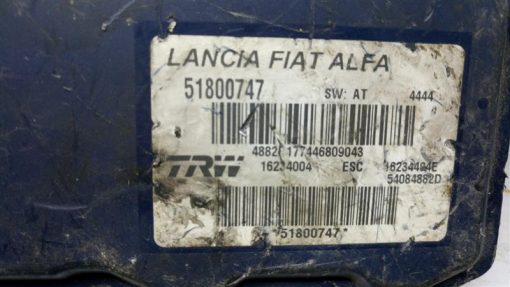 LANCIA FIAT ALFA
51800747 SW: AT 4444
177446809043
TRW 16234004 ESC 16234494E
54084882D
*51800747*